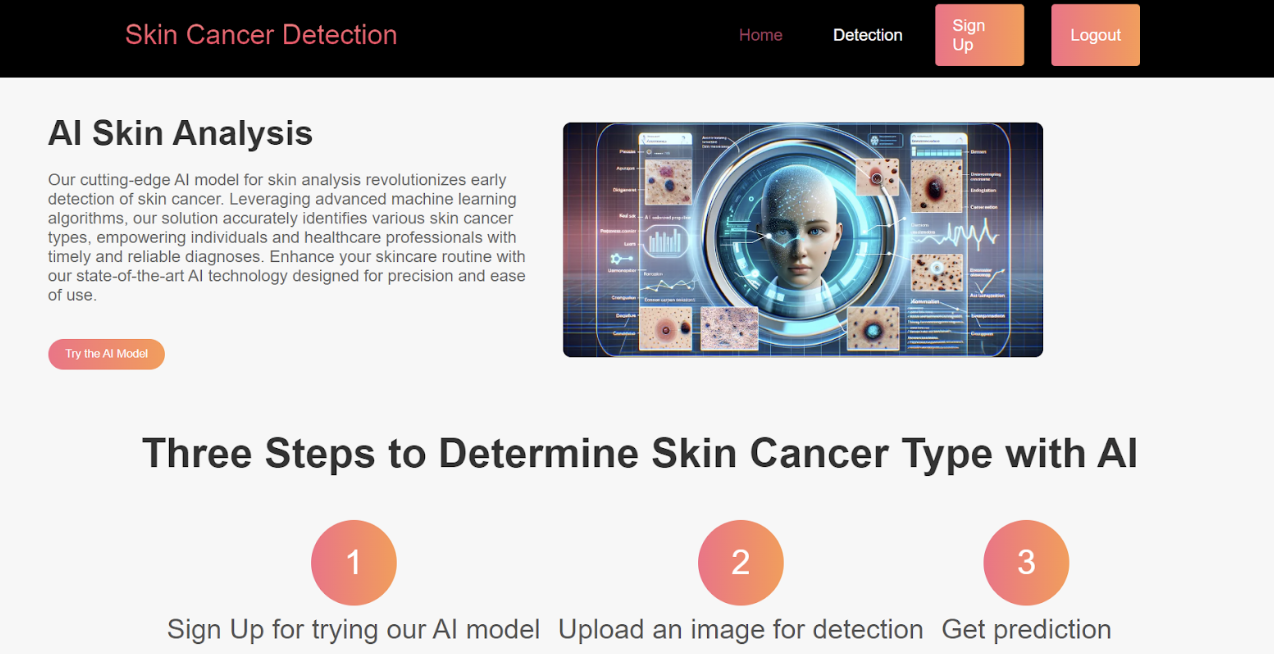 Skin Cancer Detection
Home
Detection
Sign
Up
Logout
AI Skin Analysis
Our cutting-edge AI model for skin analysis revolutionizes early
detection of skin cancer. Leveraging advanced machine learning
algorithms, our solution accurately identifies various skin cancer
types, empowering individuals and healthcare professionals with
timely and reliable diagnoses. Enhance your skincare routine with
our state-of-the-art AI technology designed for precision and ease
of use.
Try the AI Model
Three Steps to Determine Skin Cancer Type with AI
1
2
3
Sign Up for trying our AI model
Upload an image for detection
Get prediction